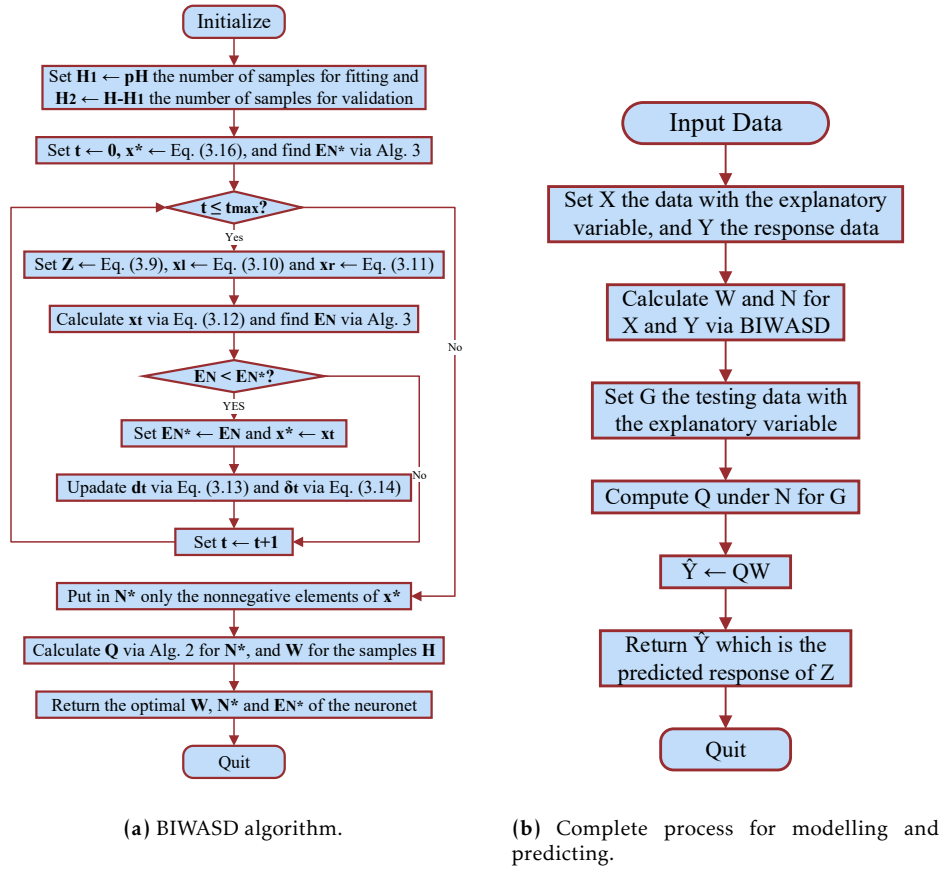 Initialize
Set H1 ← pH the number of samples for fitting and
H2 ← H-H1 the number of samples for validation
Set t ← 0, x* ← Eq. (3.16), and find EN* via Alg. 3
t ≤ tmax?
Yes
Set Z ← Eq. (3.9), xl ← Eq. (3.10) and xr ← Eq. (3.11)
Calculate xt via Eq. (3.12) and find EN via Alg. 3
No
EN < EN*?
YES
Set EN* ← EN and x* ← xt
No
Upadate dt via Eq. (3.13) and δt via Eq. (3.14)
Set t ← t+1
Put in N* only the nonnegative elements of x*
Calculate Q via Alg. 2 for N*, and W for the samples H
Return the optimal W, N* and EN* of the neuronet
Quit
(a) BIWASD algorithm.
Input Data
Set X the data with the explanatory
variable, and Y the response data
Calculate W and N for
X and Y via BIWASD
Set G the testing data with
the explanatory variable
Compute Q under N for G
Ŷ ← QW
Return Ŷ which is the
predicted response of Z
Quit
(b) Complete process for modelling and
predicting.